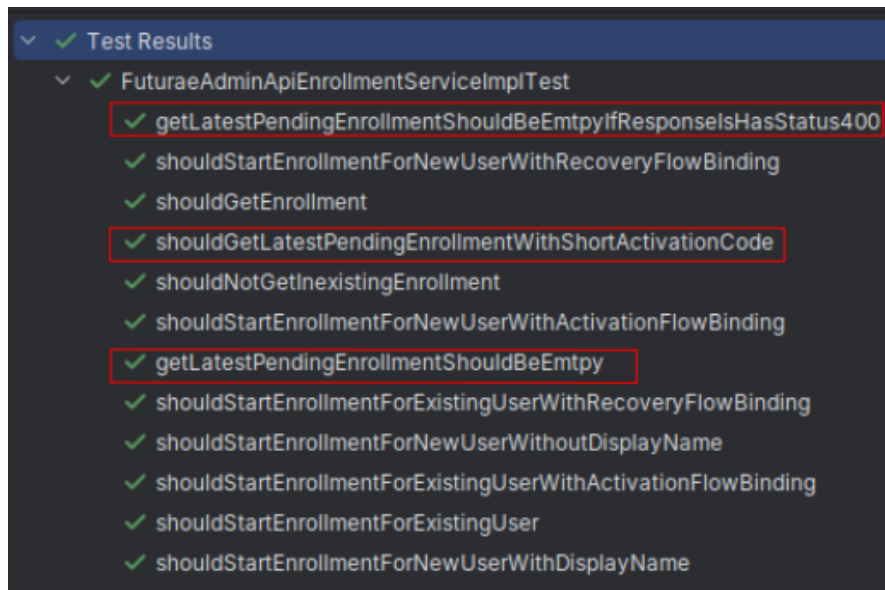 Test Results
FuturaeAdminApiEnrollmentServiceImplTest
getLatestPendingEnrollmentShouldBeEmtpyIfResponseIsHasStatus400
shouldStartEnrollmentForNewUserWithRecoveryFlowBinding
shouldGetEnrollment
shouldGetLatestPendingEnrollmentWithShortActivationCode
shouldNotGetInexistingEnrollment
shouldStartEnrollmentForNewUserWithActivationFlowBinding
getLatestPendingEnrollmentShouldBeEmtpy
shouldStartEnrollmentForExistingUserWithRecoveryFlowBinding
shouldStartEnrollmentForNewUserWithoutDisplayName
shouldStartEnrollmentForExistingUserWithActivationFlowBinding
shouldStartEnrollmentForExistingUser
shouldStartEnrollmentForNewUserWithDisplayName